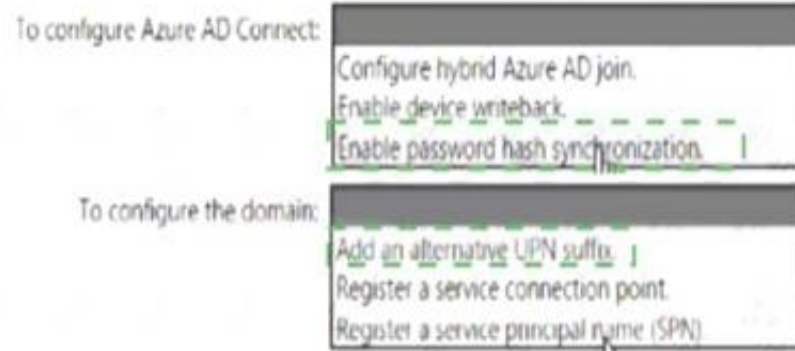 To configure Azure AD Connect:
Configure hybrid Azure AD join.
Enable device writeback.
Enable password hash synchronization.
To configure the domain:
Add an alternative UPN suffix.
Register a service connection point.
Register a service principal name (SPN)